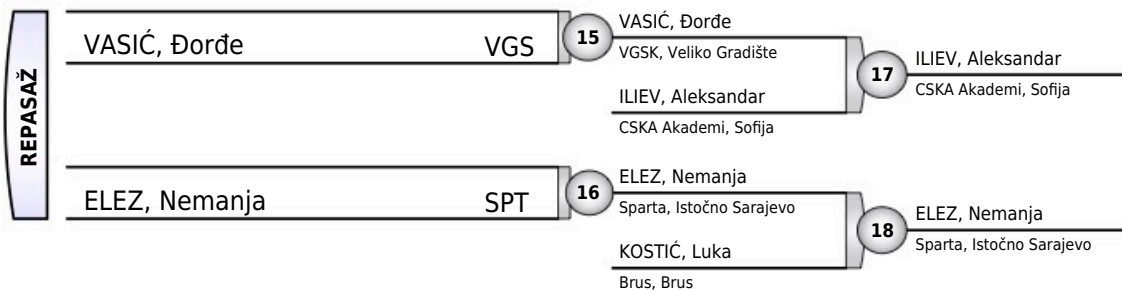 REPASAŽ
VASIĆ, Đorđe VGS
15
VASIĆ, Đorđe
VGSK, Veliko Gradište
ILIEV, Aleksandar
CSKA Akademi, Sofija
17
ILIEV, Aleksandar
CSKA Akademi, Sofija
ELEZ, Nemanja SPT
16
ELEZ, Nemanja
Sparta, Istočno Sarajevo
KOSTIĆ, Luka
Brus, Brus
18
ELEZ, Nemanja
Sparta, Istočno Sarajevo